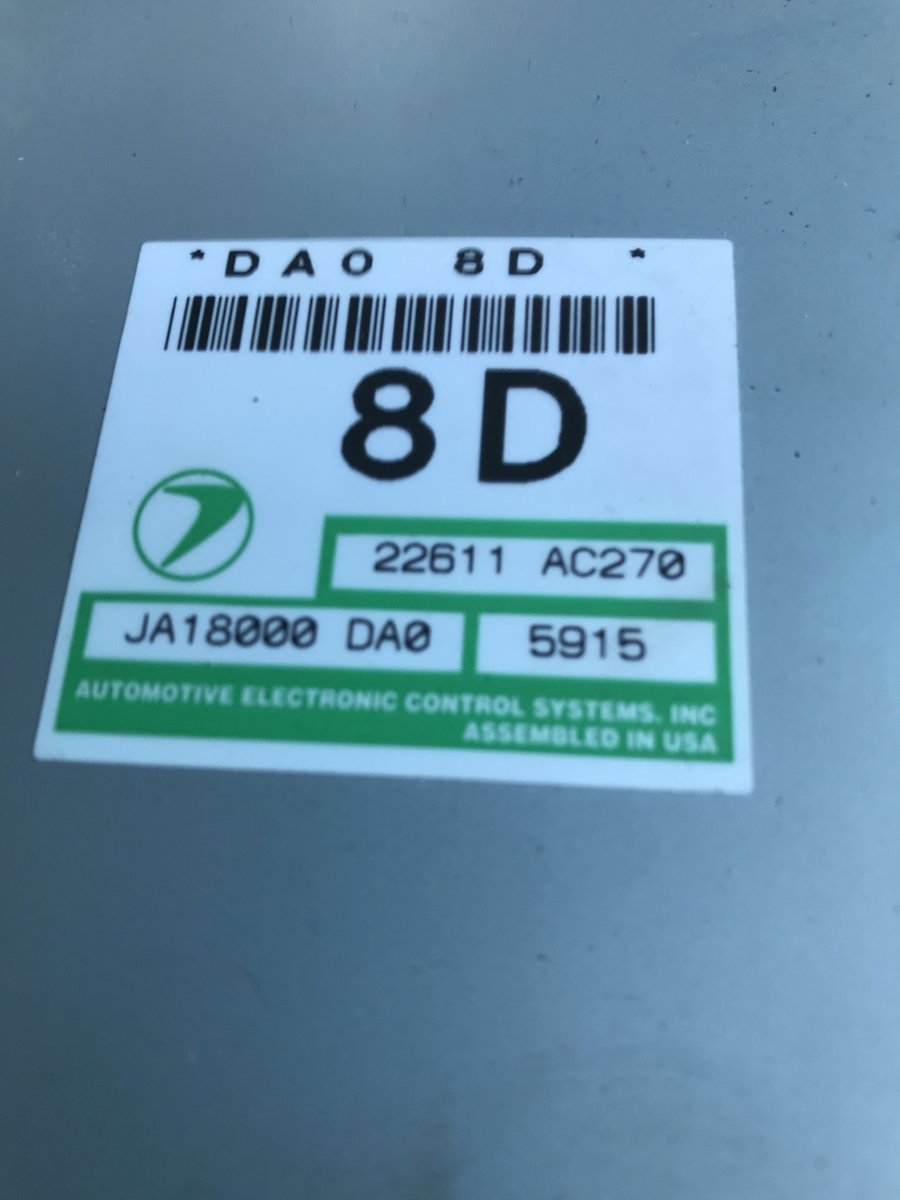 *DA0 8D *
8D
22611 AC270
JA18000 DA0 5915
AUTOMOTIVE ELECTRONIC CONTROL SYSTEMS. INC
ASSEMBLED IN USA